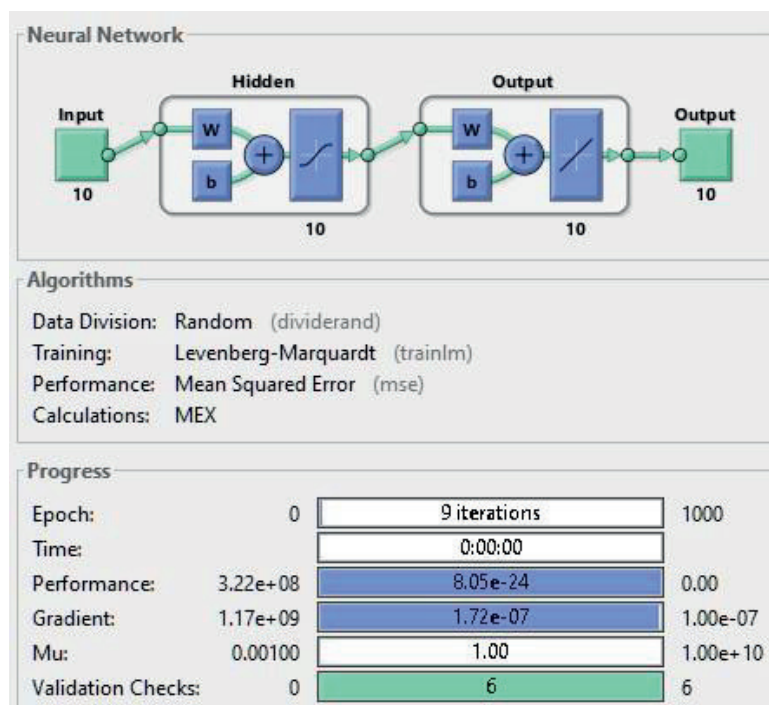 Neural Network
Hidden
Output
Input
Output
W
b
+
W
b
+
10
10
10
10
Algorithms
Data Division: Random (dividerand)
Training: Levenberg-Marquardt (trainlm)
Performance: Mean Squared Error (mse)
Calculations: MEX
Progress
Epoch: 0 9 iterations 1000
Time: 0:00:00
Performance: 3.22e+08 8.05e-24 0.00
Gradient: 1.17e+09 1.72e-07 1.00e-07
Mu: 0.00100 1.00 1.00e+10
Validation Checks: 0 6 6